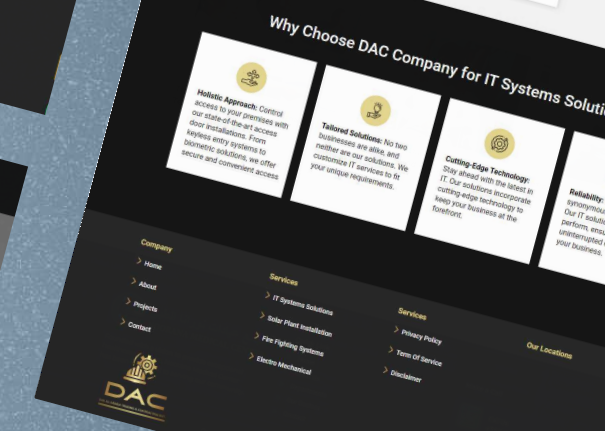 Why Choose DAC Company for IT Systems Soluti
Holistic Approach: Control
access to your premises with
our state-of-the-art access
door installations. From
keyless entry systems to
biometric solutions, we offer
secure and convenient access
Tailored Solutions: No two
businesses are alike, and
neither are our solutions. We
customize IT services to fit
your unique requirements.
Cutting-Edge Technology:
Stay ahead with the latest in
IT. Our solutions incorporate
cutting-edge technology to
keep your business at the
forefront.
Reliability:
synonymou
Our IT soluti
perform, ensu
uninterrupted
your business.
Company
Home
About
Projects
Contact
Services
IT Systems Solutions
Solar Plant Installation
Fire Fighting Systems
Electro Mechanical
Services
Privacy Policy
Term Of Service
Disclaimer
Our Locations
DAC